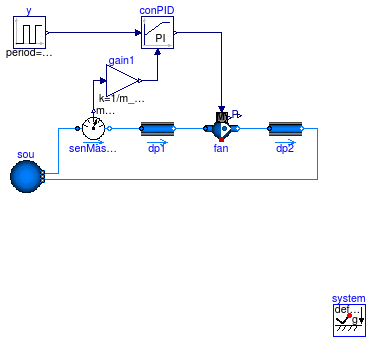 y
conPID
PI
period=...
gain1
k=1/m_...
m...
P
M
senMas...
dp1
fan
dp2
sou
system
def...
g